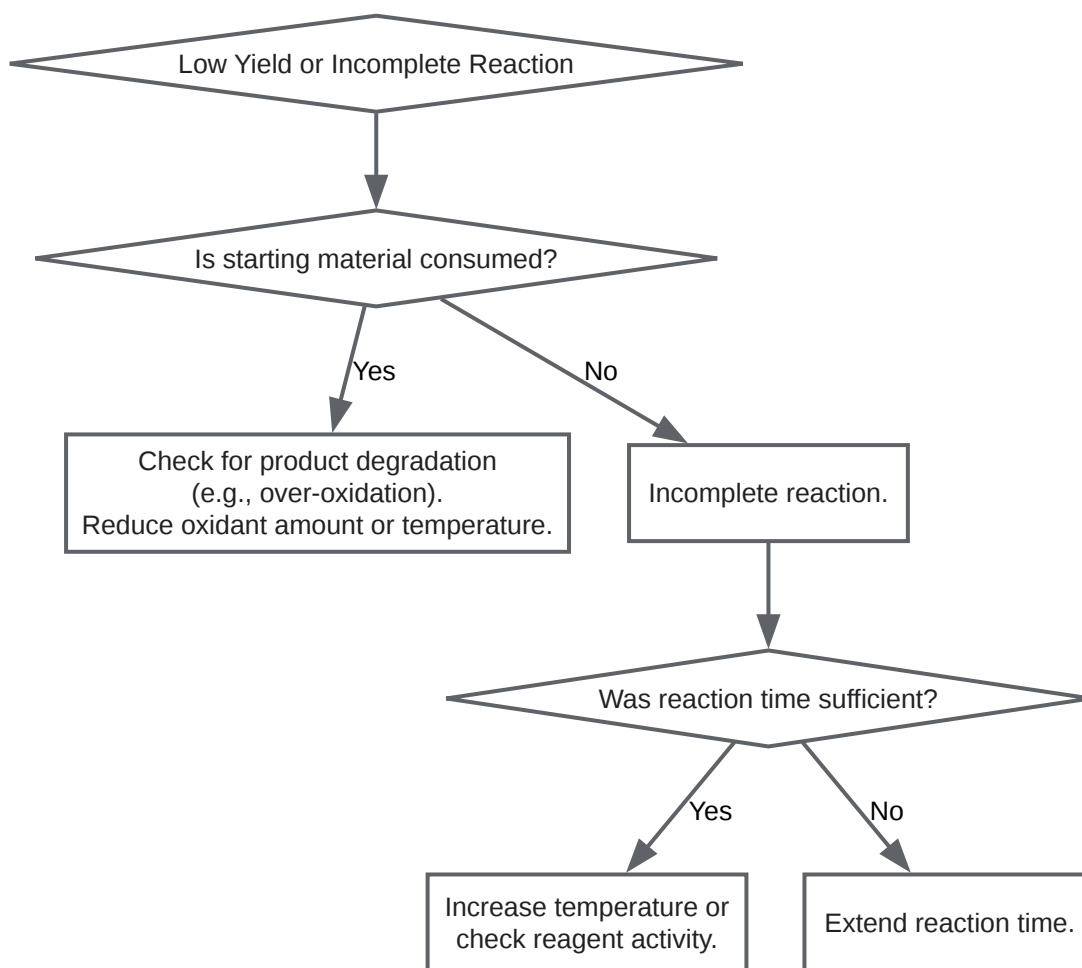 Low Yield or Incomplete Reaction
Is starting material consumed?
Yes
No
Check for product degradation
(e.g., over-oxidation).
Reduce oxidant amount or temperature.
Incomplete reaction.
Was reaction time sufficient?
Yes
No
Increase temperature or
check reagent activity.
Extend reaction time.